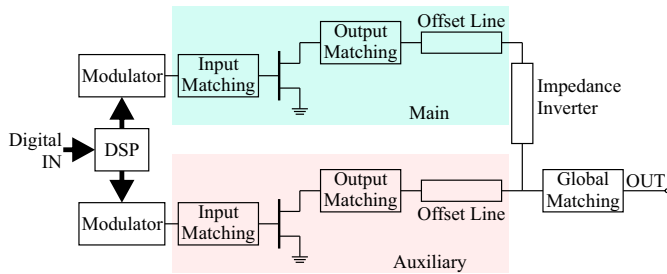 Offset Line
Output
Matching
Input
Matching
Modulator
Impedance
Inverter
Main
Digital
IN
DSP
Output
Matching
Global
Matching
OUT
Offset Line
Modulator
Input
Matching
Auxiliary